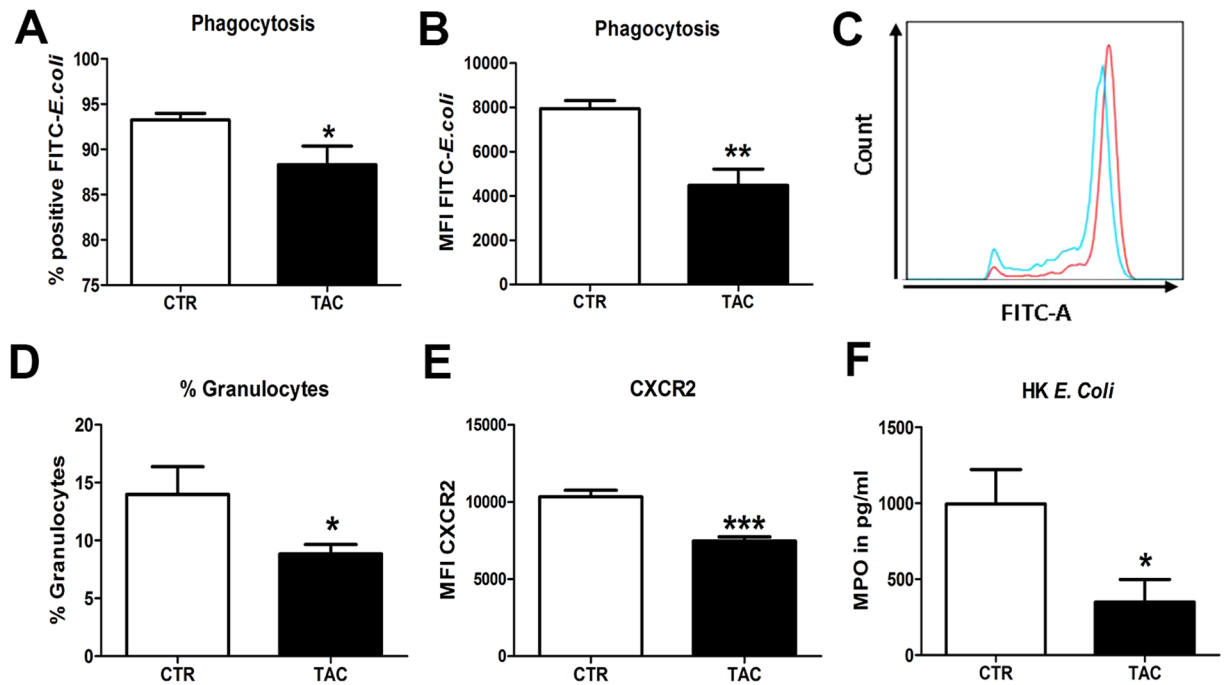 A
Phagocytosis
% positive FITC-E.coli
100
95
90
85
80
75
*
CTR
TAC
B
Phagocytosis
MFI FITC-E.coli
10000
8000
6000
4000
2000
0
**
CTR
TAC
C
Count
FITC-A
D
% Granulocytes
% Granulocytes
20
15
10
5
0
*
CTR
TAC
E
CXCR2
MFI CXCR2
15000
10000
5000
0
***
CTR
TAC
F
HK E. Coli
MPO in pg/ml
1500
1000
500
0
*
CTR
TAC